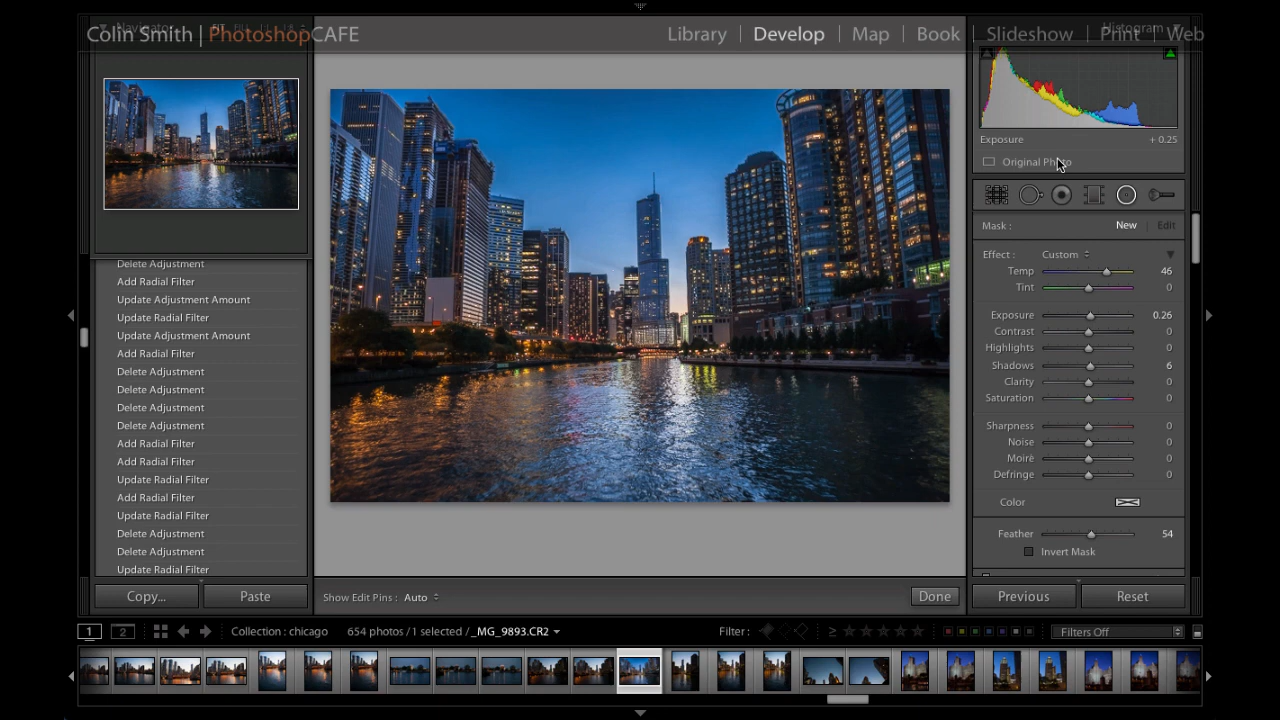 Navigator
Histogram
Colin Smith | PhotoshopCAFE
Library | Develop | Map | Book | Slideshow | Print | Web
Exposure + 0.25
Original Photo
Mask : New | Edit
Effect : Custom
Temp 46
Tint 0
Exposure 0.26
Contrast 0
Highlights 0
Shadows 6
Clarity 0
Saturation 0
Sharpness 0
Noise 0
Moiré 0
Defringe 0
Color
Feather 54
Invert Mask
Delete Adjustment
Add Radial Filter
Update Adjustment Amount
Update Radial Filter
Update Adjustment Amount
Add Radial Filter
Delete Adjustment
Delete Adjustment
Delete Adjustment
Delete Adjustment
Add Radial Filter
Add Radial Filter
Update Radial Filter
Add Radial Filter
Update Radial Filter
Delete Adjustment
Delete Adjustment
Update Radial Filter
Copy... Paste
Show Edit Pins : Auto Done
Previous Reset
1 2 Collection : chicago 654 photos / 1 selected / _MG_9893.CR2 Filter : ≥ Filters Off